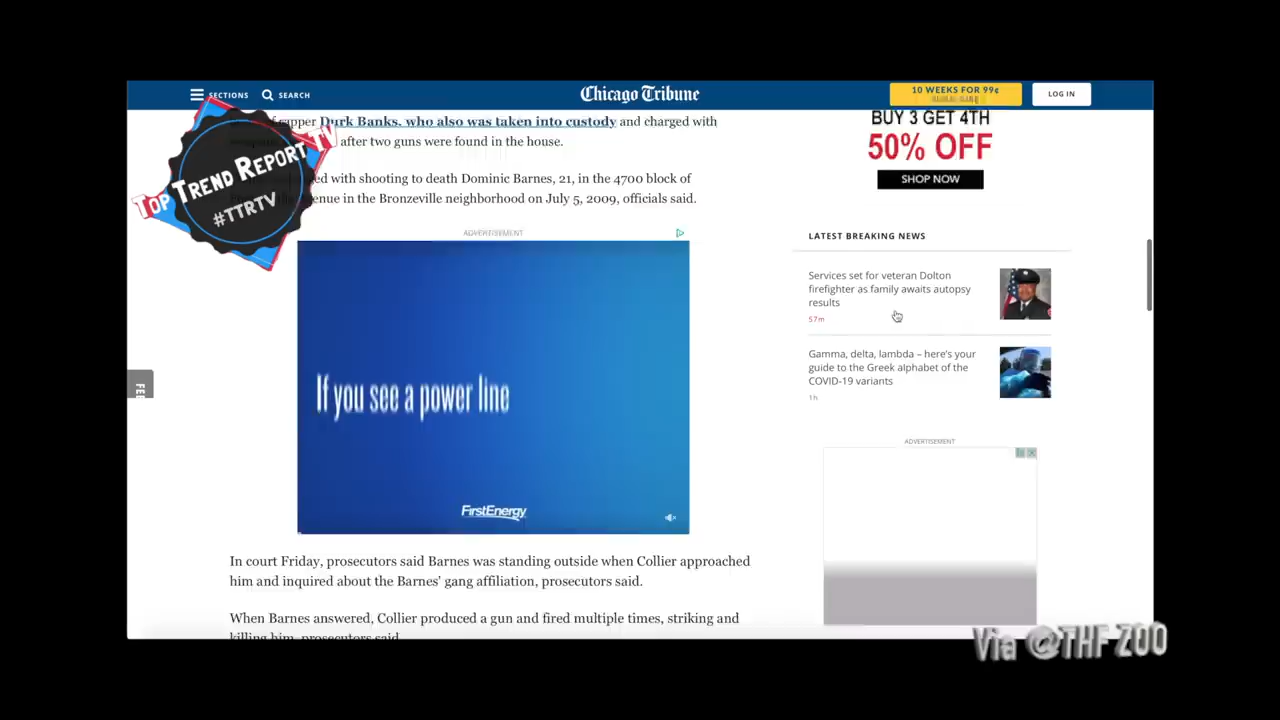 SECTIONS
SEARCH
Chicago Tribune
10 WEEKS FOR 99¢
LOG IN
TOP TREND REPORT TV
#TTRTV
rapper Durk Banks, who also was taken into custody and charged with
after two guns were found in the house.
with shooting to death Dominic Barnes, 21, in the 4700 block of
in the Bronzeville neighborhood on July 5, 2009, officials said.
ADVERTISEMENT
If you see a power line
FirstEnergy
In court Friday, prosecutors said Barnes was standing outside when Collier approached
him and inquired about the Barnes' gang affiliation, prosecutors said.
When Barnes answered, Collier produced a gun and fired multiple times, striking and
killing him, prosecutors said.
BUY 3 GET 4TH
50% OFF
SHOP NOW
LATEST BREAKING NEWS
Services set for veteran Dolton
firefighter as family awaits autopsy
results
57m
Gamma, delta, lambda – here's your
guide to the Greek alphabet of the
COVID-19 variants
1h
ADVERTISEMENT
Via @THF ZOO